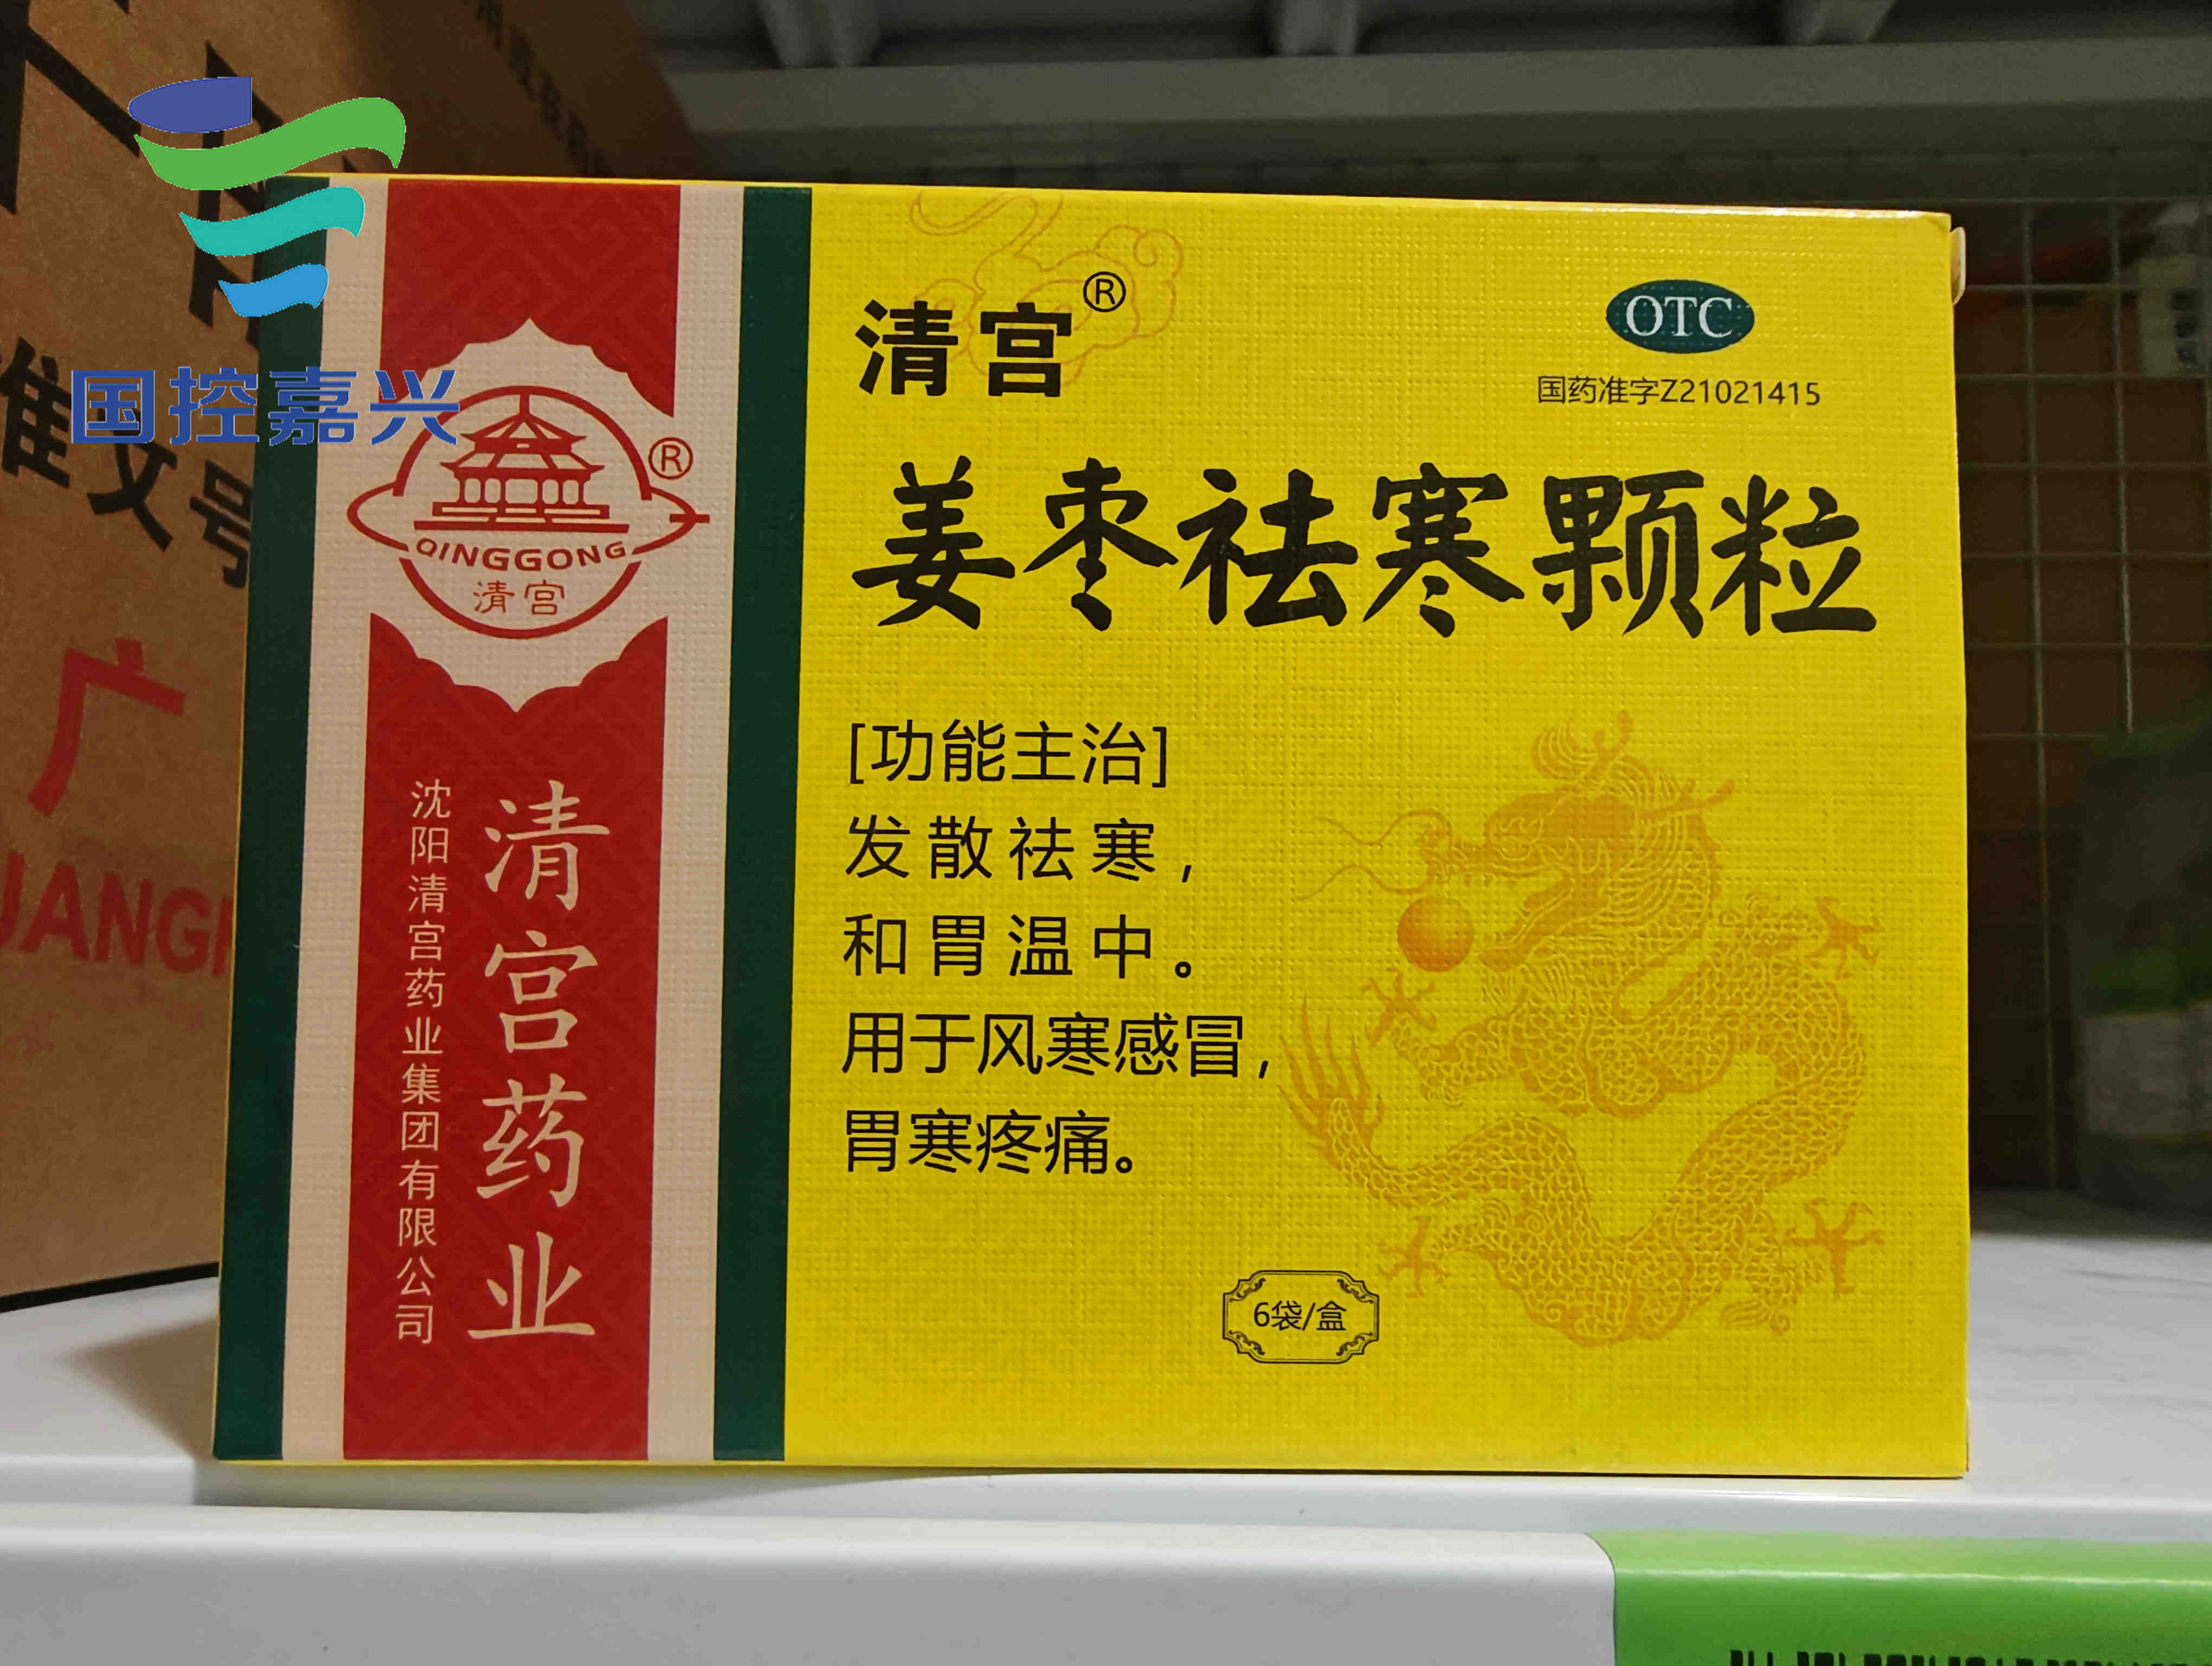 国控嘉兴
准文号
广
UANG
清宫®
OTC
国药准字Z21021415
姜枣祛寒颗粒
®
QINGGONG
清宫
清宫药业
沈阳清宫药业集团有限公司
[功能主治]
发散祛寒，
和胃温中。
用于风寒感冒，
胃寒疼痛。
6袋/盒